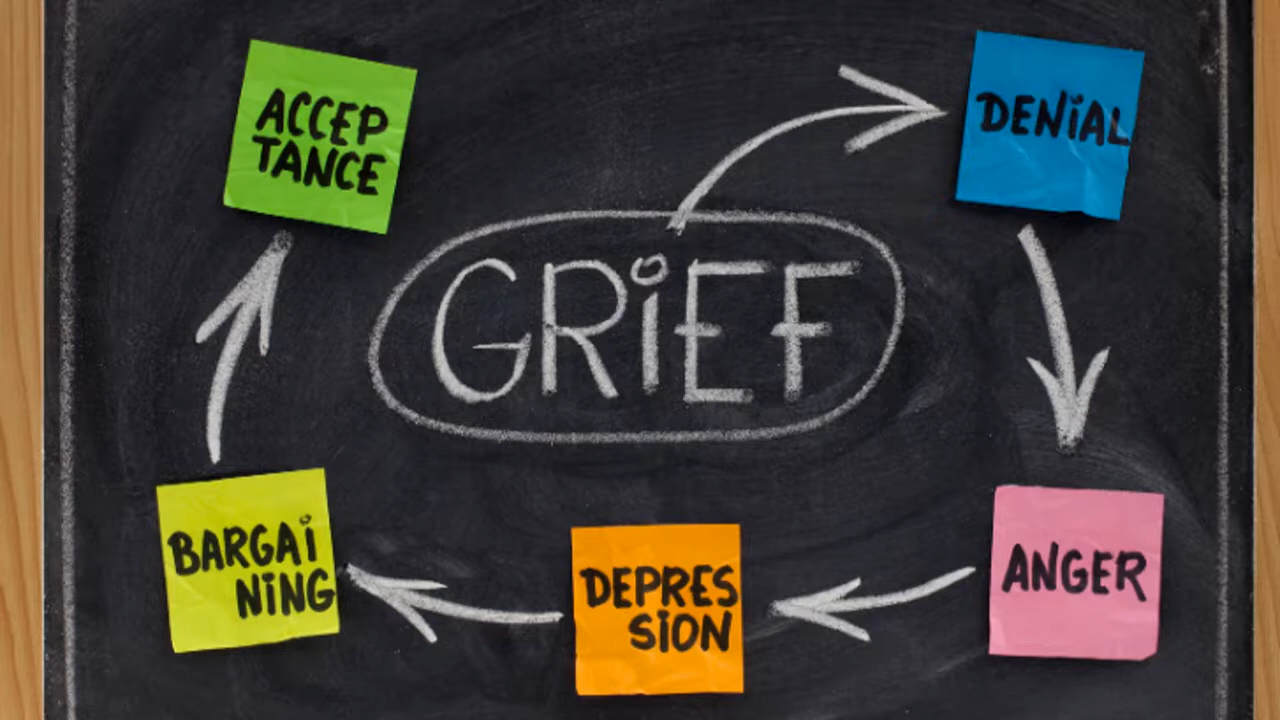 GRiEF
DENiAL
ANGER
DEPRES
SiON
BARGAi
NiNG
ACCEP
TANCE